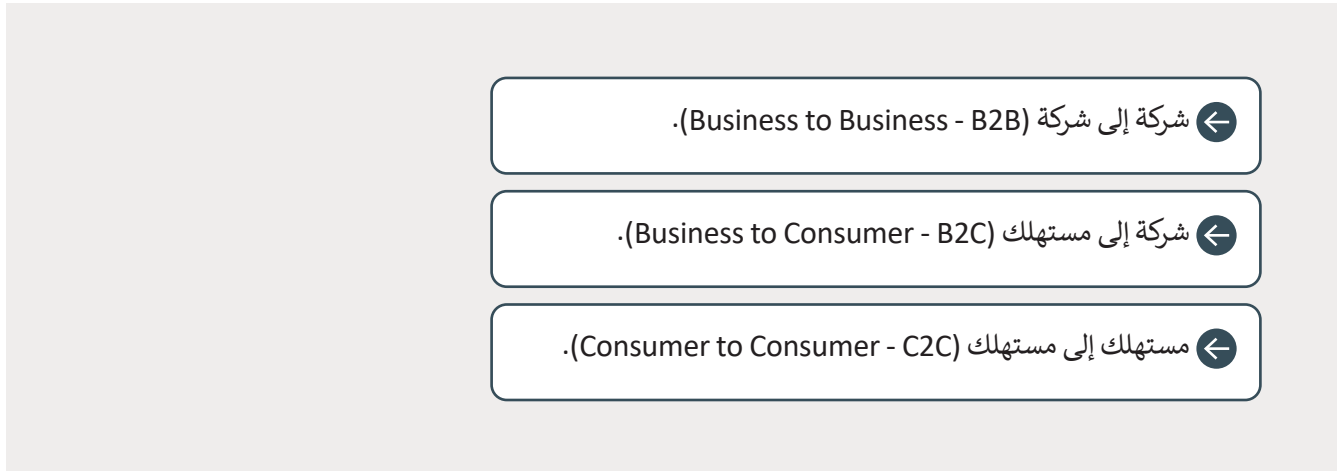 شركة إلى شركة (Business to Business - B2B).
شركة إلى مستهلك (Business to Consumer - B2C).
مستهلك إلى مستهلك (Consumer to Consumer - C2C).